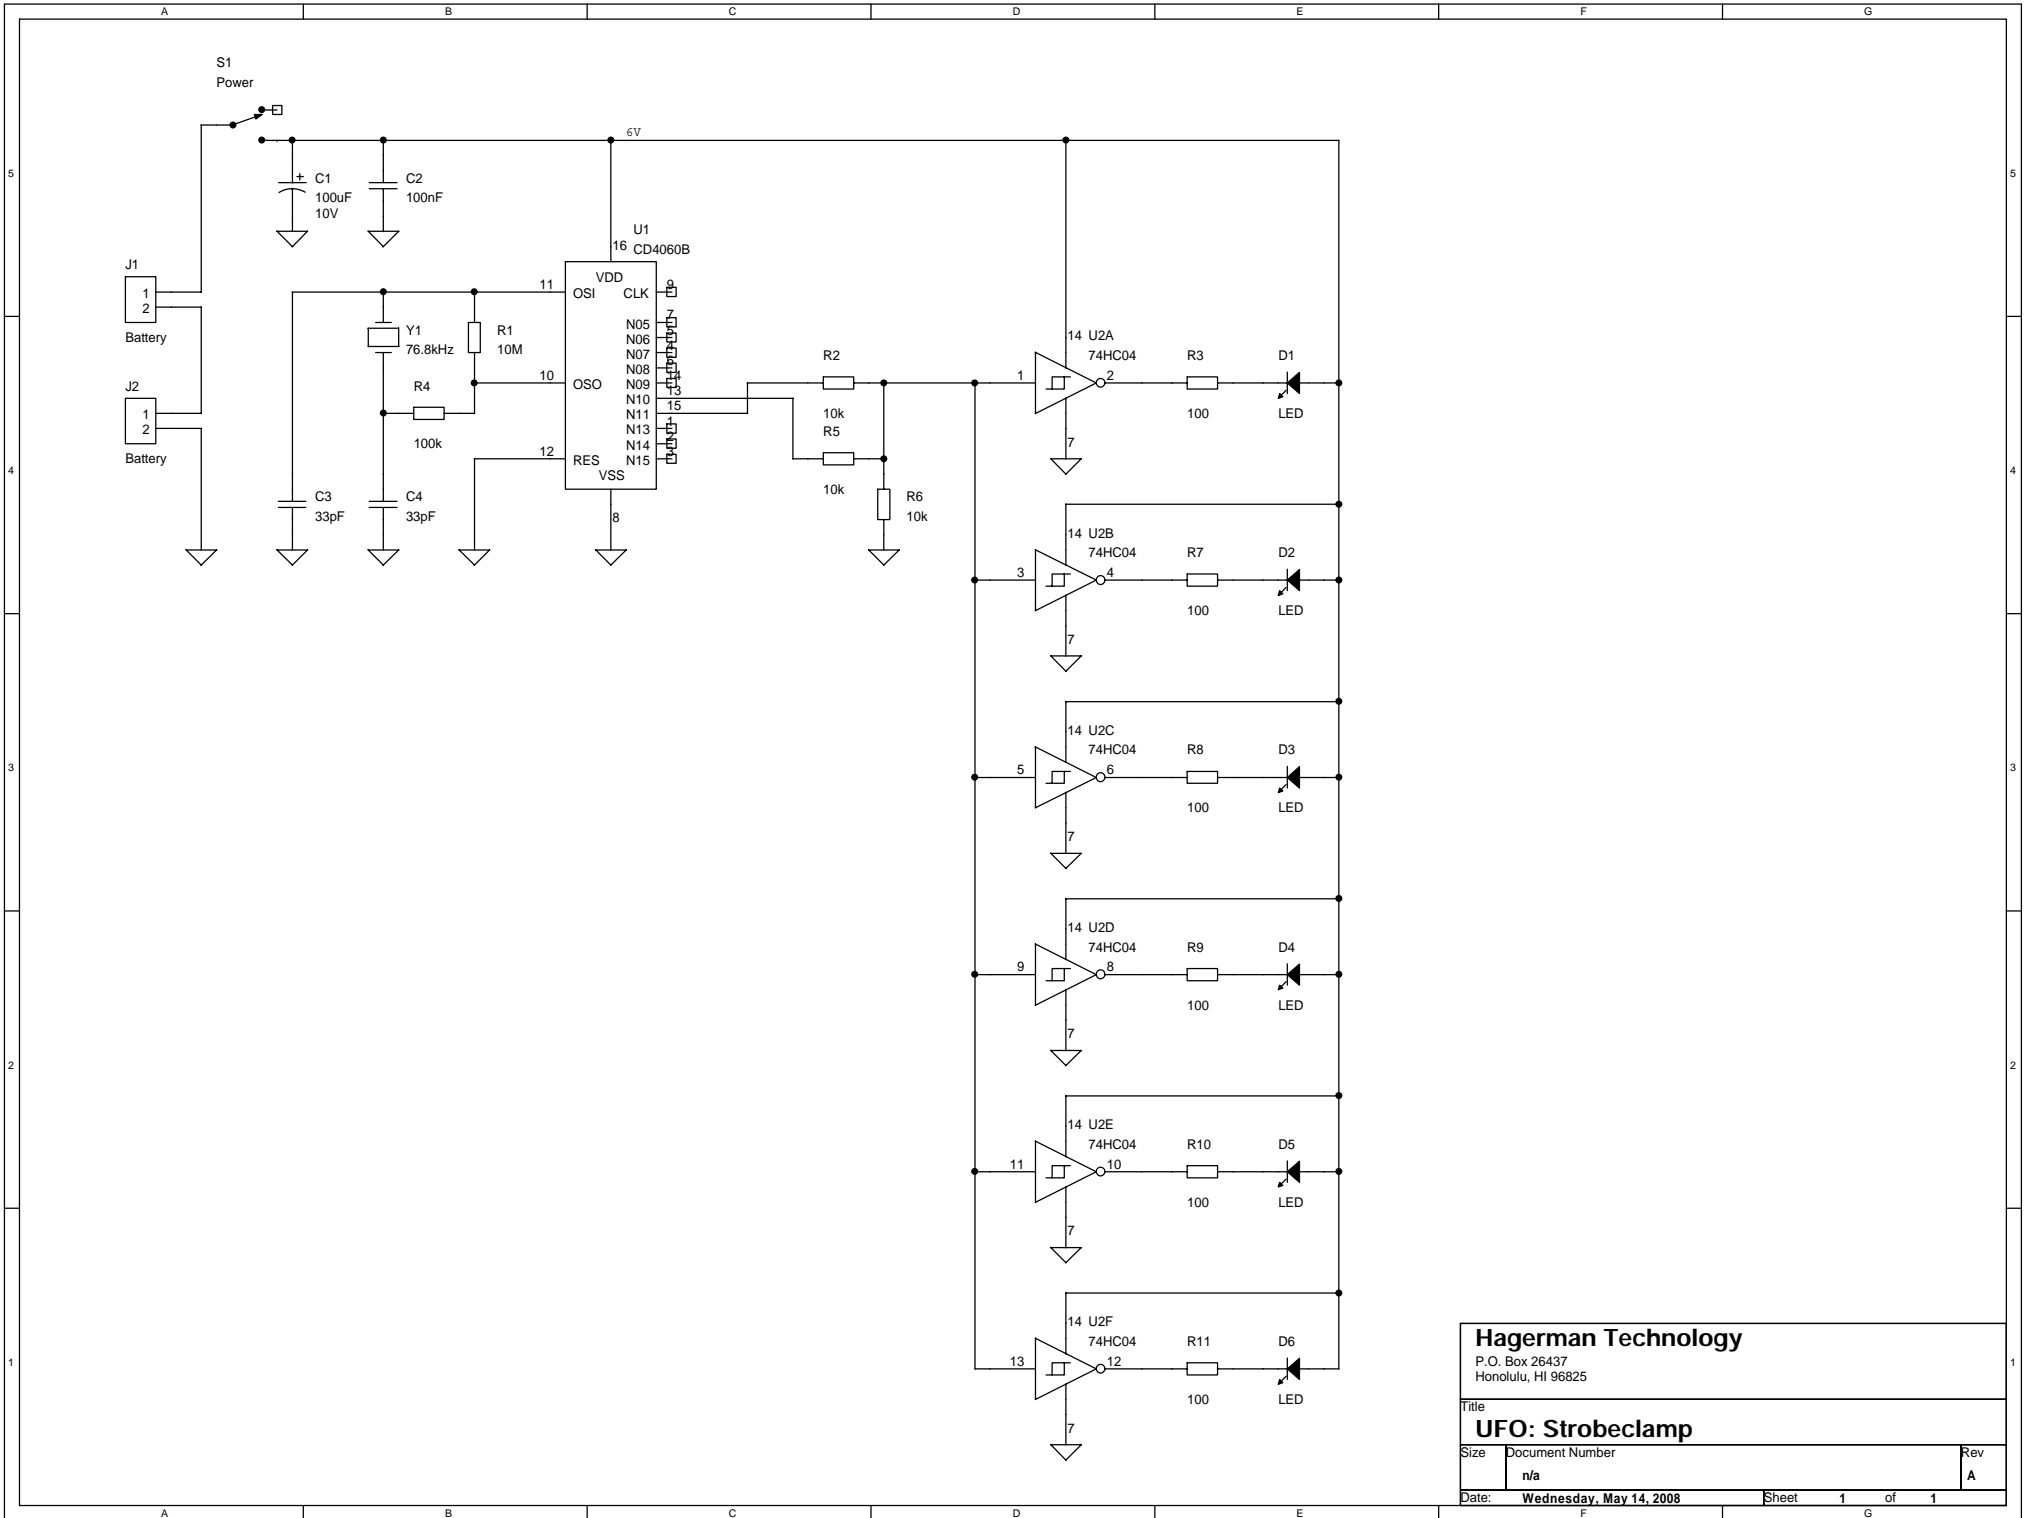 A B C D E F G
S1
Power
6V
5 5
C1
100uF
10V
+
C2
100nF
U1
CD4060B
16
J1
1
2
Battery
11
OSI
VDD
CLK
9
Y1
76.8kHz
R1
10M
N05
7
N06
N07
N08
10
OSO
N09
14
N10
13
N11
15
N13
1
N14
N15
12
RES
VSS
8
R4
100k
J2
1
2
Battery
C3
33pF
C4
33pF
R2
10k
R5
10k
R6
10k
4 4
14 U2A
74HC04
1
2
7
R3
100
D1
LED
14 U2B
74HC04
3
4
7
R7
100
D2
LED
3 3
14 U2C
74HC04
5
6
7
R8
100
D3
LED
14 U2D
74HC04
9
8
7
R9
100
D4
LED
2 2
14 U2E
74HC04
11
10
7
R10
100
D5
LED
1 1
14 U2F
74HC04
13
12
7
R11
100
D6
LED
Hagerman Technology
P.O. Box 26437
Honolulu, HI 96825
Title
UFO: Strobeclamp
Size Document Number Rev
n/a A
Date: Wednesday, May 14, 2008 Sheet 1 of 1
A B C D E F G